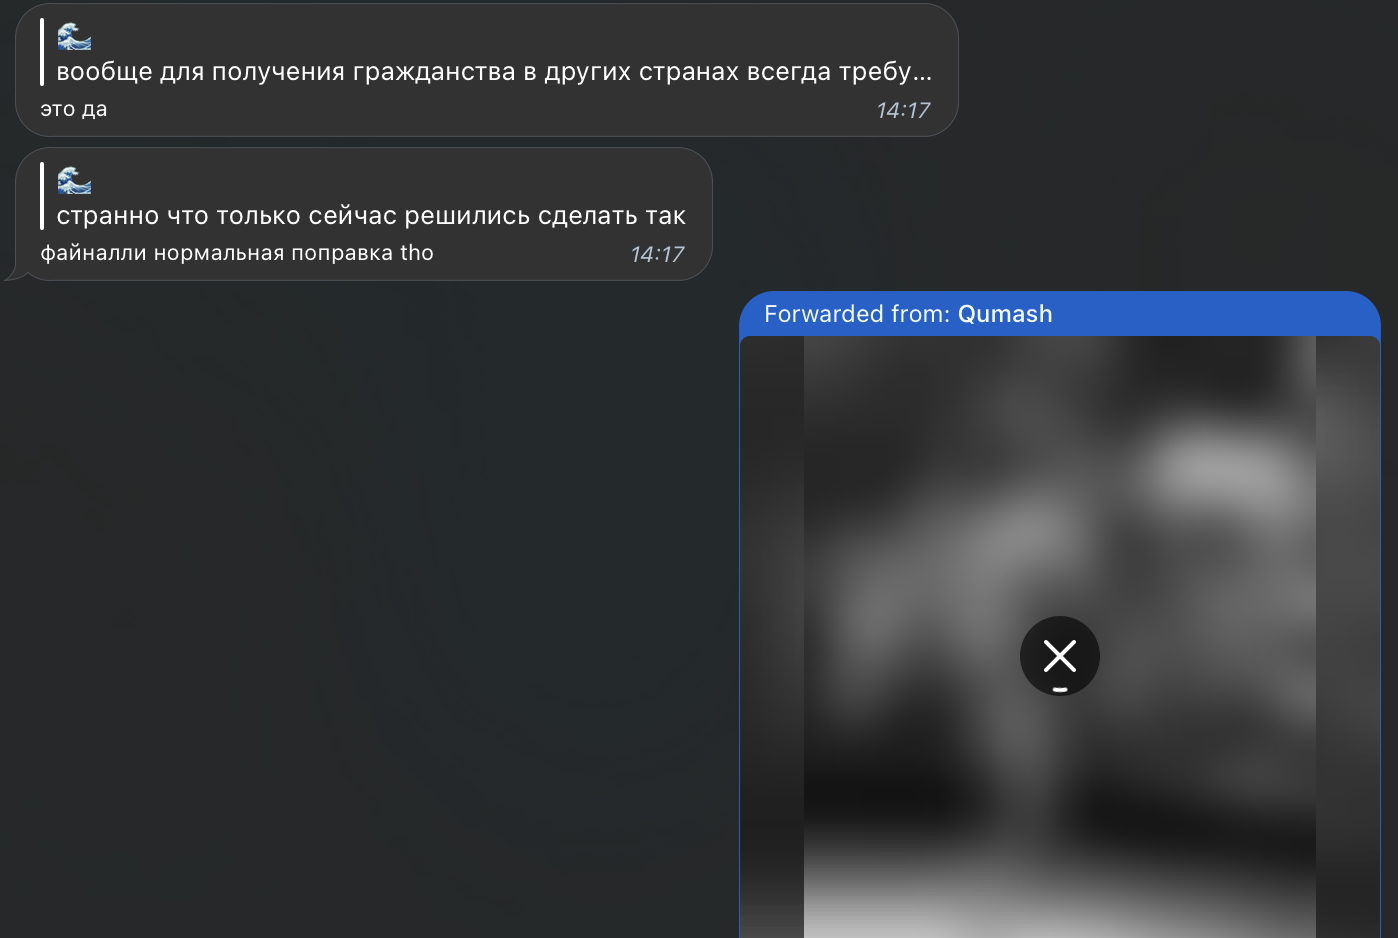 🌊
вообще для получения гражданства в других странах всегда требу...
это да 14:17
🌊
странно что только сейчас решились сделать так
файналли нормальная поправка tho 14:17
Forwarded from: Qumash